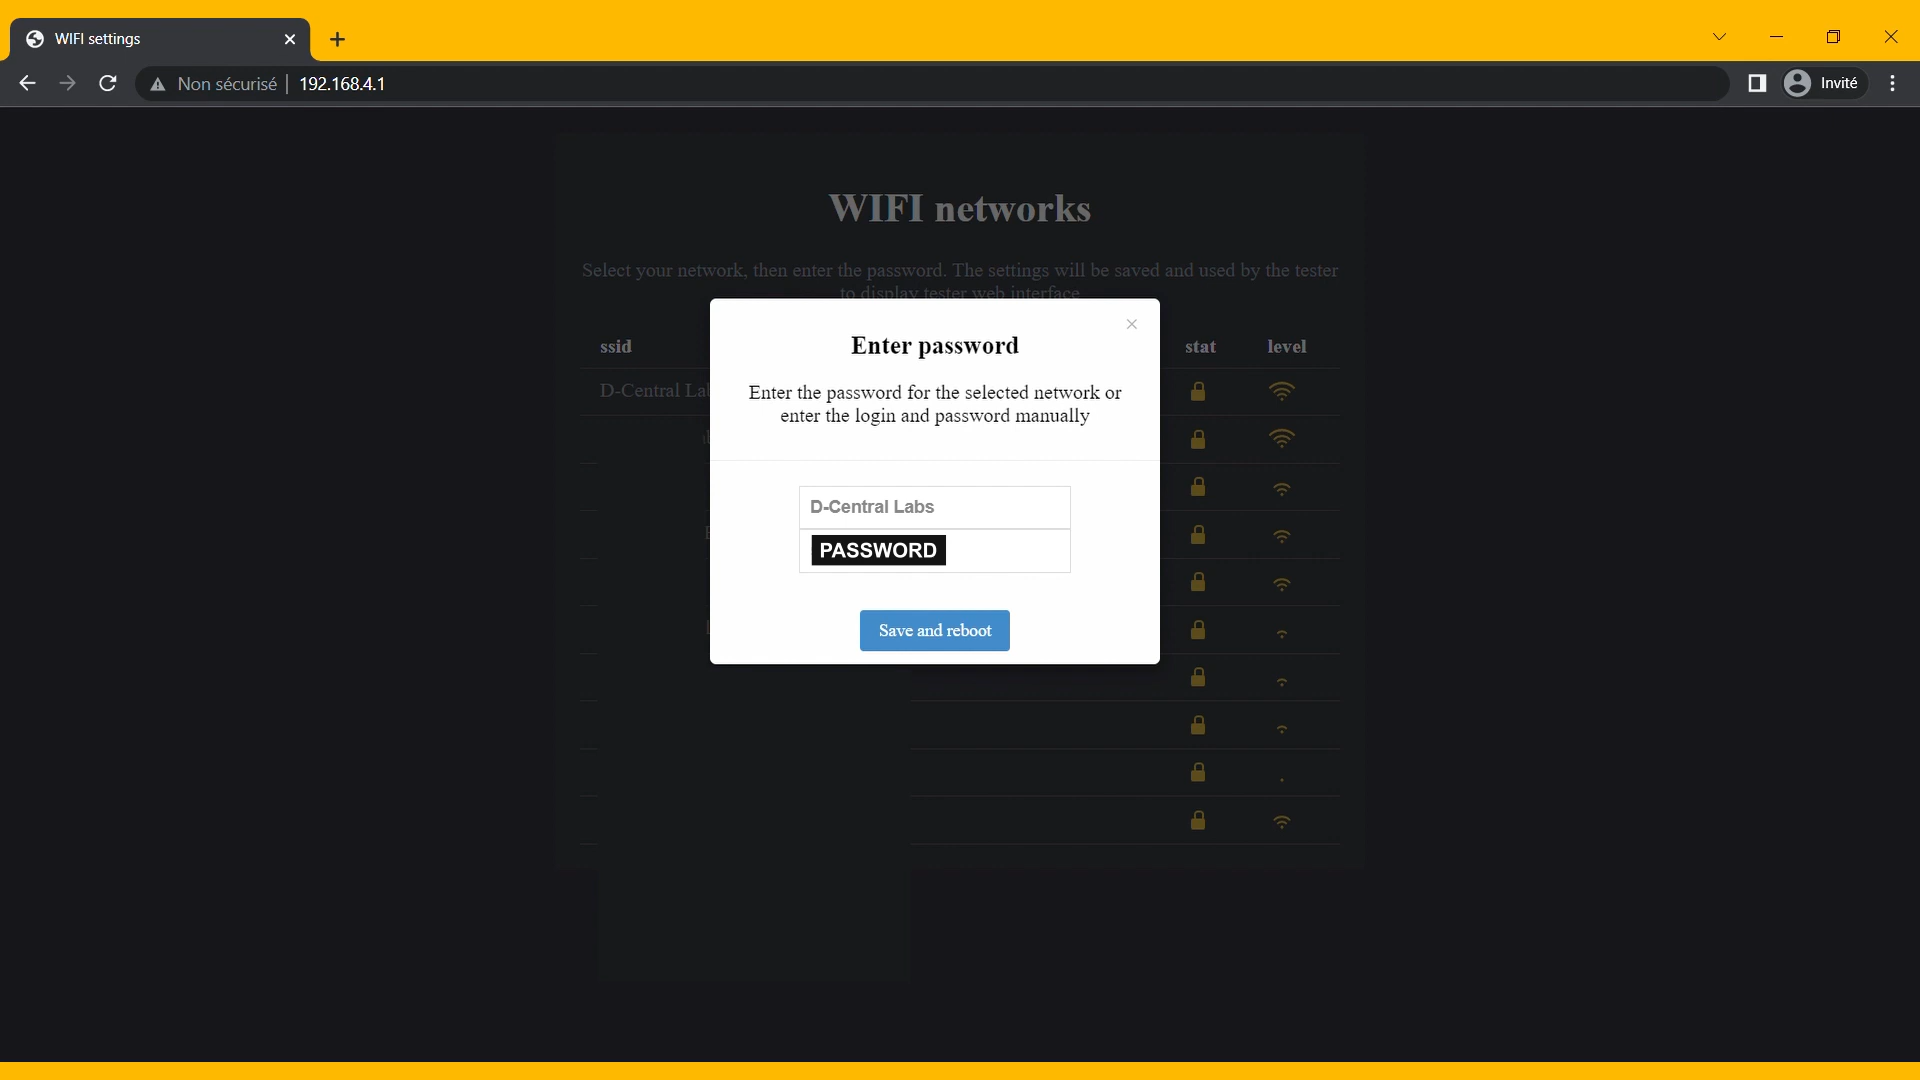 WIFI settings
Non sécurisé
192.168.4.1
Invité
WIFI networks
Select your network, then enter the password. The settings will be saved and used by the tester
to display tester web interface
ssid
stat
level
D-Central
Enter password
Enter the password for the selected network or
enter the login and password manually
D-Central Labs
PASSWORD
Save and reboot